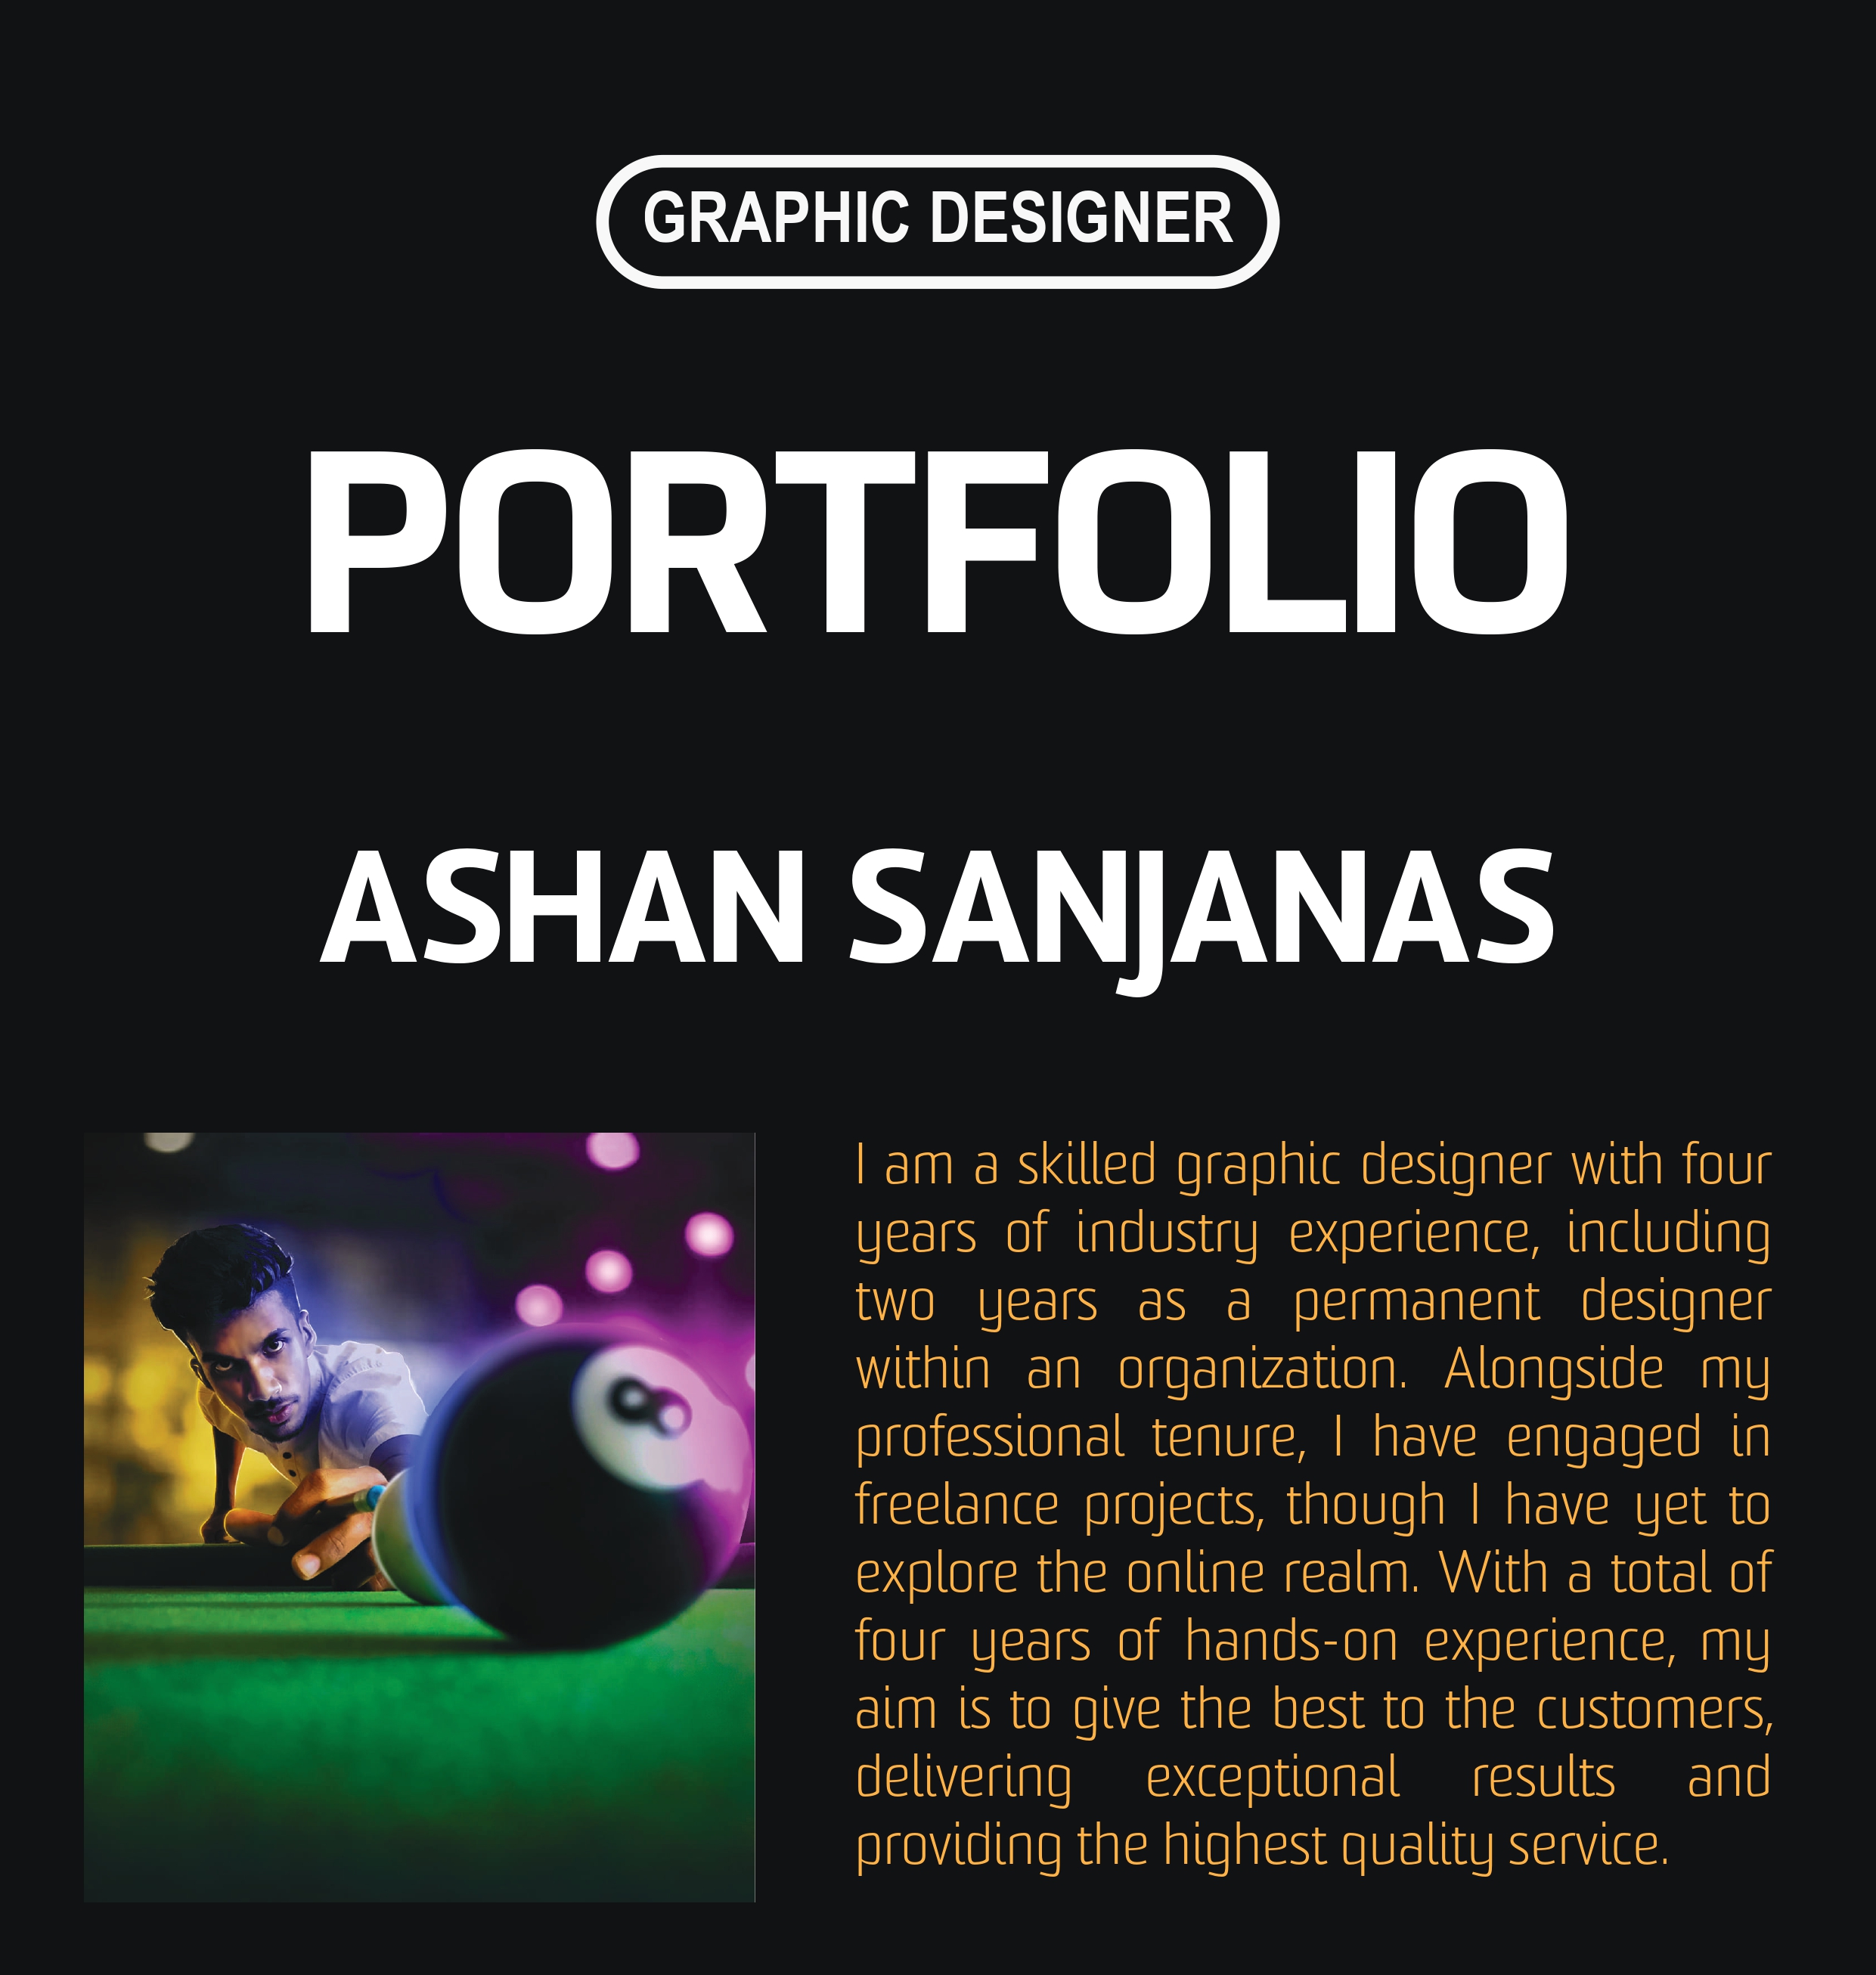 GRAPHIC DESIGNER
PORTFOLIO
ASHAN SANJANAS
I am a skilled graphic designer with four
years of industry experience, including
two years as a permanent designer
within an organization. Alongside my
professional tenure, I have engaged in
freelance projects, though I have yet to
explore the online realm. With a total of
four years of hands-on experience, my
aim is to give the best to the customers,
delivering exceptional results and
providing the highest quality service.